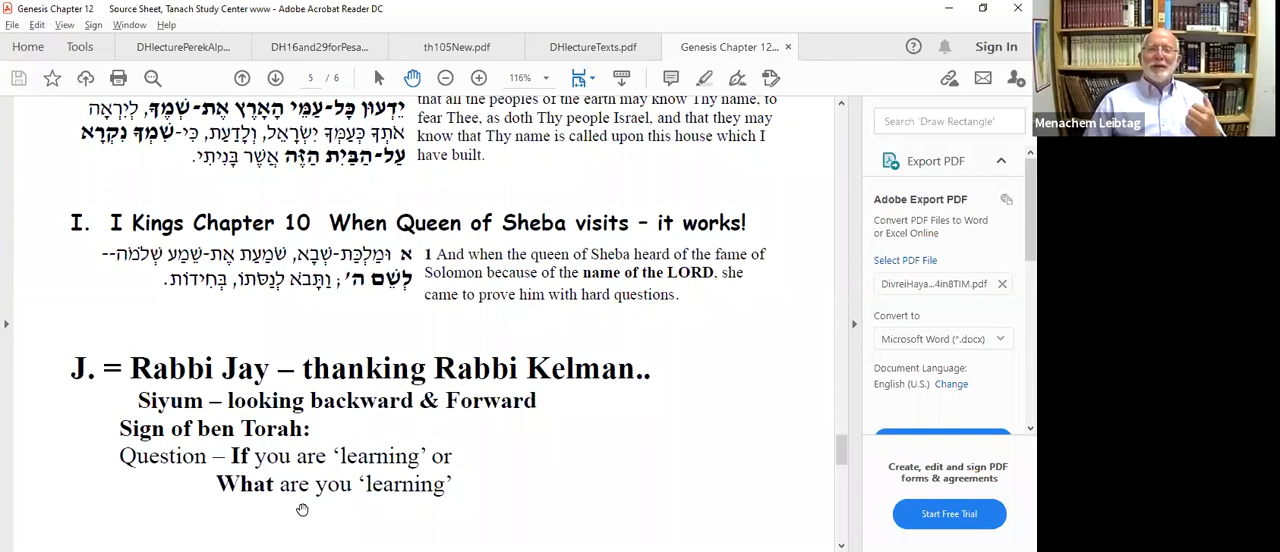 Genesis Chapter 12 Source Sheet, Tanach Study Center www - Adobe Acrobat Reader DC
File Edit View Sign Window Help
Home Tools DHlecturePerekAlp... DH16and29forPesa... th105New.pdf DHlectureTexts.pdf Genesis Chapter 12... × Sign In
5 / 6 116%
יֵדְעוּן כָּל-עַמֵּי הָאָרֶץ אֶת-שְׁמֶךָ, לְיִרְאָה
אֹתְךָ כְּעַמְּךָ יִשְׂרָאֵל, וְלָדַעַת, כִּי-שִׁמְךָ נִקְרָא
עַל-הַבַּיִת הַזֶּה אֲשֶׁר בָּנִיתִי.
that all the peoples of the earth may know Thy name, to
fear Thee, as doth Thy people Israel, and that they may
know that Thy name is called upon this house which I
have built.
I. I Kings Chapter 10 When Queen of Sheba visits – it works!
א וּמַלְכַּת-שְׁבָא, שֹׁמַעַת אֶת-שֵׁמַע שְׁלֹמֹה--
לְשֵׁם ה'; וַתָּבֹא לְנַסֹּתוֹ, בְּחִידוֹת.
1 And when the queen of Sheba heard of the fame of
Solomon because of the name of the LORD, she
came to prove him with hard questions.
J. = Rabbi Jay – thanking Rabbi Kelman..
Siyum – looking backward & Forward
Sign of ben Torah:
Question – If you are ‘learning’ or
What are you ‘learning’
Search 'Draw Rectangle'
Export PDF
Adobe Export PDF
Convert PDF Files to Word
or Excel Online
Select PDF File
DivreiHaya...4in8TIM.pdf
Convert to
Microsoft Word (*.docx)
Document Language:
English (U.S.) Change
Create, edit and sign PDF
forms & agreements
Start Free Trial
Menachem Leibtag